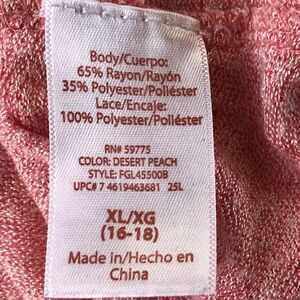 Body/Cuerpo:
65% Rayon/Rayón
35% Polyester/Poliéster
Lace/Encaje:
100% Polyester/Poliéster
RN# 59775
COLOR: DESERT PEACH
STYLE: FGL45500B
UPC# 7 4619463681 25L
XL/XG
(16-18)
Made in/Hecho en
China